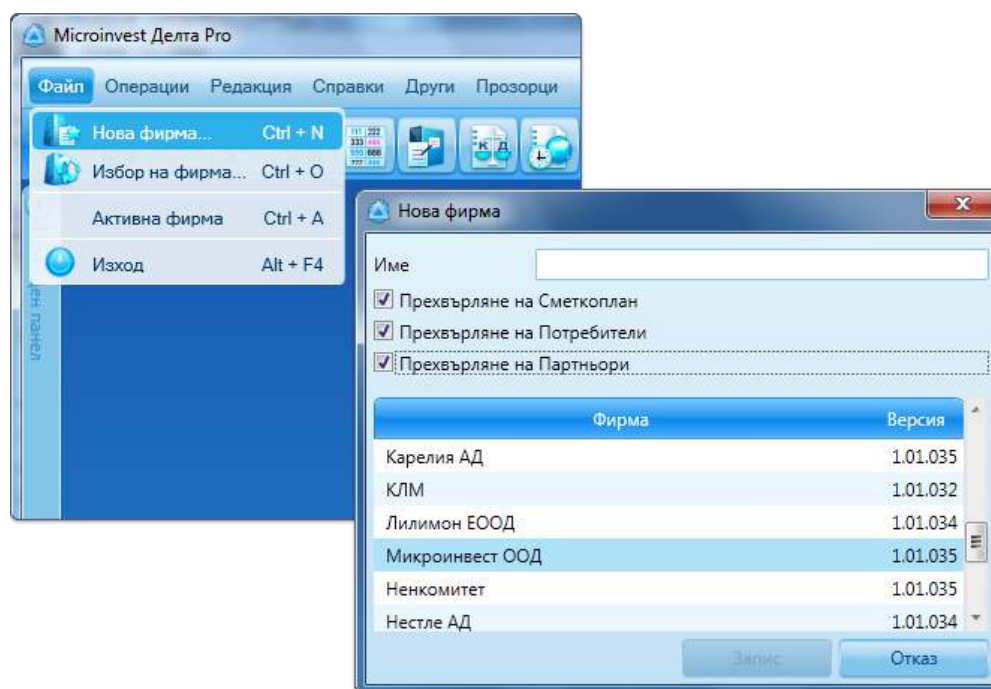 Microinvest Делта Pro
Файл Операции Редакция Справки Други Прозорци
Нова фирма... Ctrl + N
Избор на фирма... Ctrl + O
Активна фирма Ctrl + A
Изход Alt + F4
ден панел
Нова фирма
Име
Прехвърляне на Сметкоплан
Прехвърляне на Потребители
Прехвърляне на Партньори
Фирма Версия
Карелия АД 1.01.035
КЛМ 1.01.032
Лилимон ЕООД 1.01.034
Микроинвест ООД 1.01.035
Ненкомитет 1.01.035
Нестле АД 1.01.034
Запис Отказ